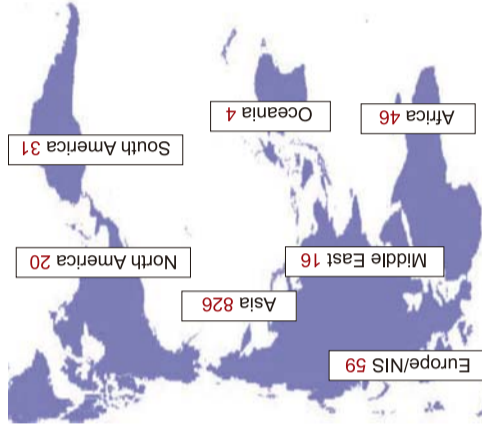 Europe/NIS 59
Asia 826
Middle East 16
North America 20
South America 31
Oceania 4
Africa 46